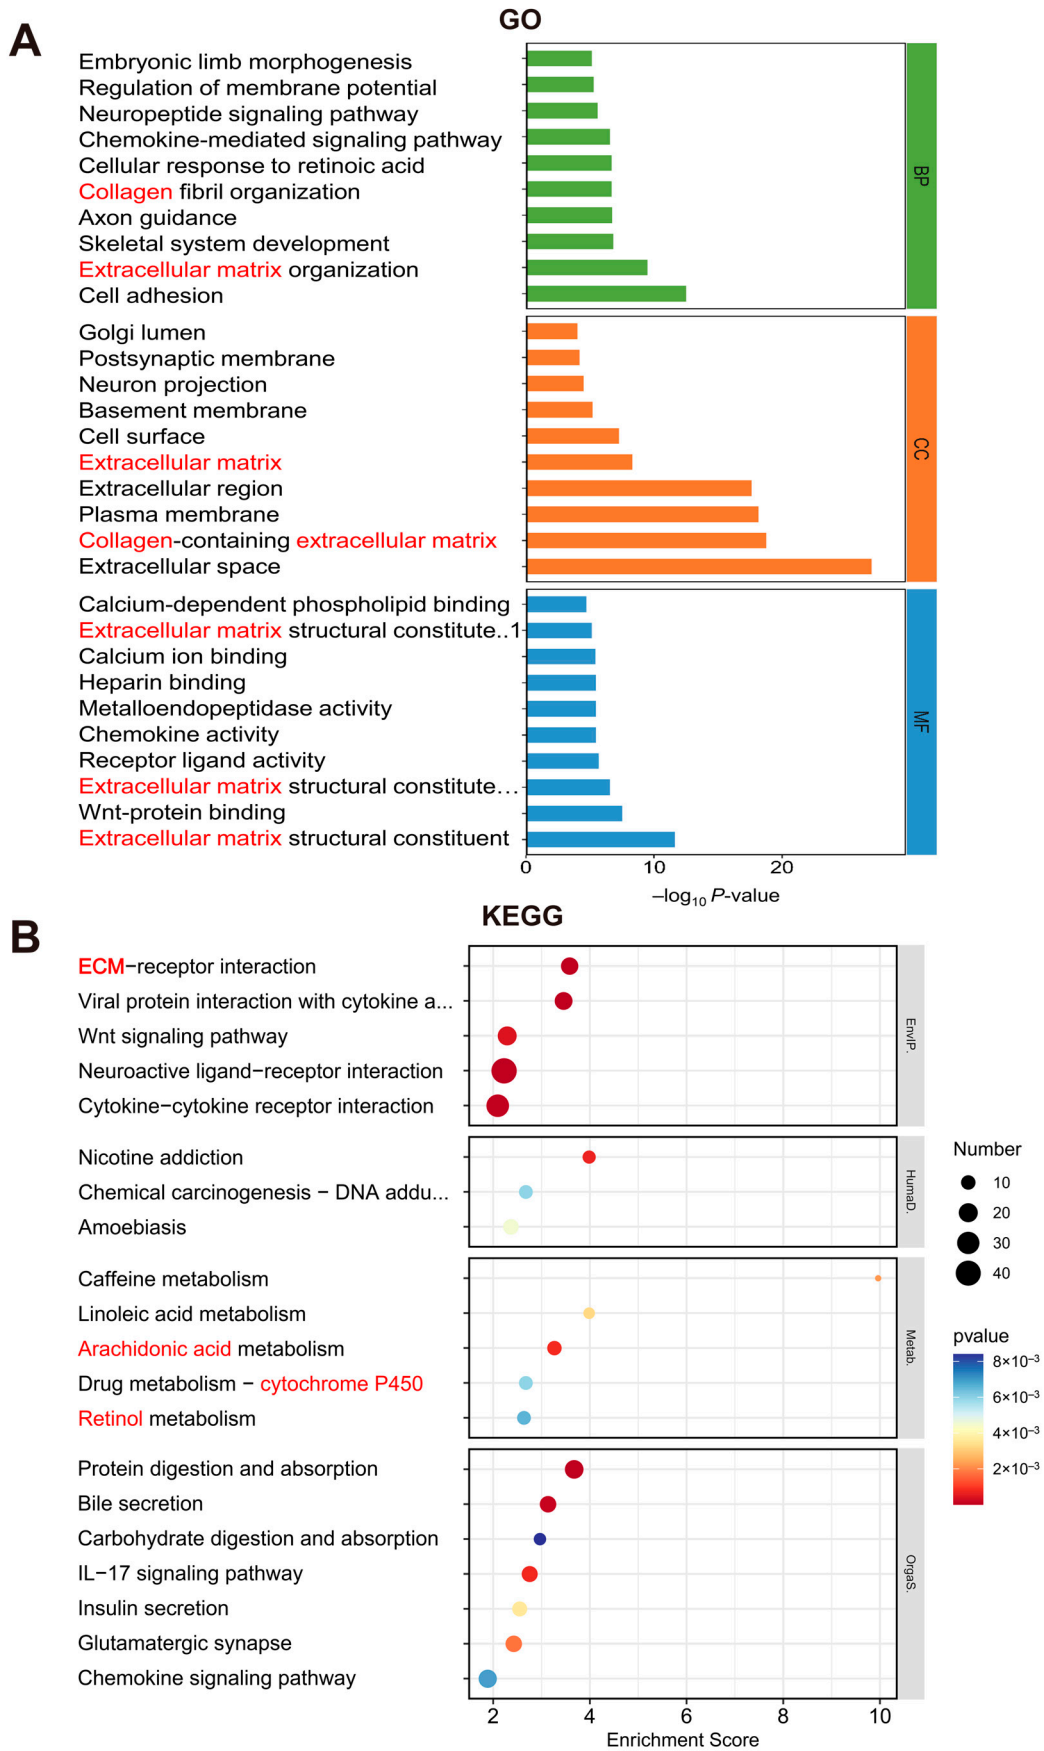 A
GO
Embryonic limb morphogenesis
Regulation of membrane potential
Neuropeptide signaling pathway
Chemokine-mediated signaling pathway
Cellular response to retinoic acid
Collagen fibril organization
Axon guidance
Skeletal system development
Extracellular matrix organization
Cell adhesion
BP
Golgi lumen
Postsynaptic membrane
Neuron projection
Basement membrane
Cell surface
Extracellular matrix
Extracellular region
Plasma membrane
Collagen-containing extracellular matrix
Extracellular space
CC
Calcium-dependent phospholipid binding
Extracellular matrix structural constitute..1
Calcium ion binding
Heparin binding
Metalloendopeptidase activity
Chemokine activity
Receptor ligand activity
Extracellular matrix structural constitute...
Wnt-protein binding
Extracellular matrix structural constituent
MF
0 10 20
–log₁₀ P-value
B
KEGG
ECM−receptor interaction
Viral protein interaction with cytokine a...
Wnt signaling pathway
Neuroactive ligand−receptor interaction
Cytokine−cytokine receptor interaction
EnvIP.
Nicotine addiction
Chemical carcinogenesis − DNA addu...
Amoebiasis
HumaD.
Caffeine metabolism
Linoleic acid metabolism
Arachidonic acid metabolism
Drug metabolism − cytochrome P450
Retinol metabolism
Metab.
Protein digestion and absorption
Bile secretion
Carbohydrate digestion and absorption
IL−17 signaling pathway
Insulin secretion
Glutamatergic synapse
Chemokine signaling pathway
OrgaS.
2 4 6 8 10
Enrichment Score
Number
10
20
30
40
pvalue
8×10⁻³
6×10⁻³
4×10⁻³
2×10⁻³